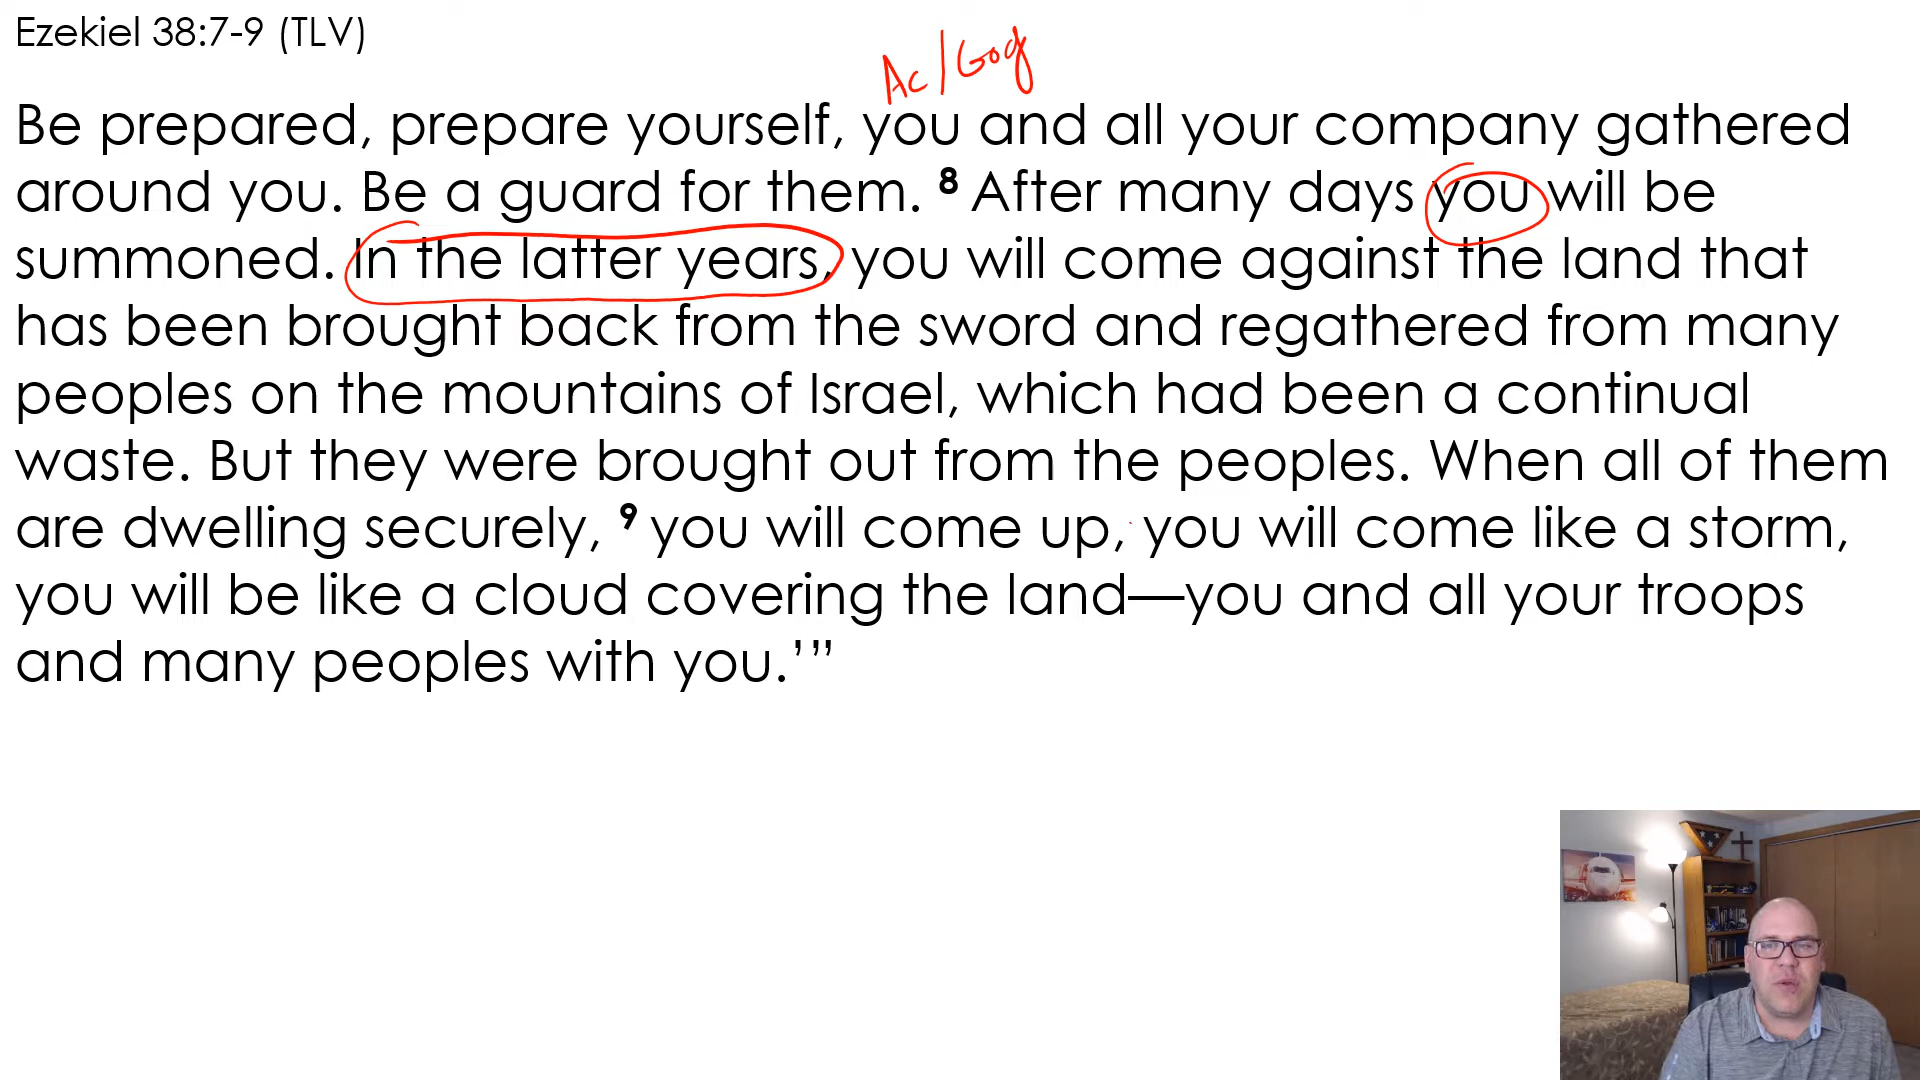 Ezekiel 38:7-9 (TLV)
Ac/Gog
Be prepared, prepare yourself, you and all your company gathered
around you. Be a guard for them. 8 After many days you will be
summoned. In the latter years, you will come against the land that
has been brought back from the sword and regathered from many
peoples on the mountains of Israel, which had been a continual
waste. But they were brought out from the peoples. When all of them
are dwelling securely, 9 you will come up, you will come like a storm,
you will be like a cloud covering the land—you and all your troops
and many peoples with you.’”